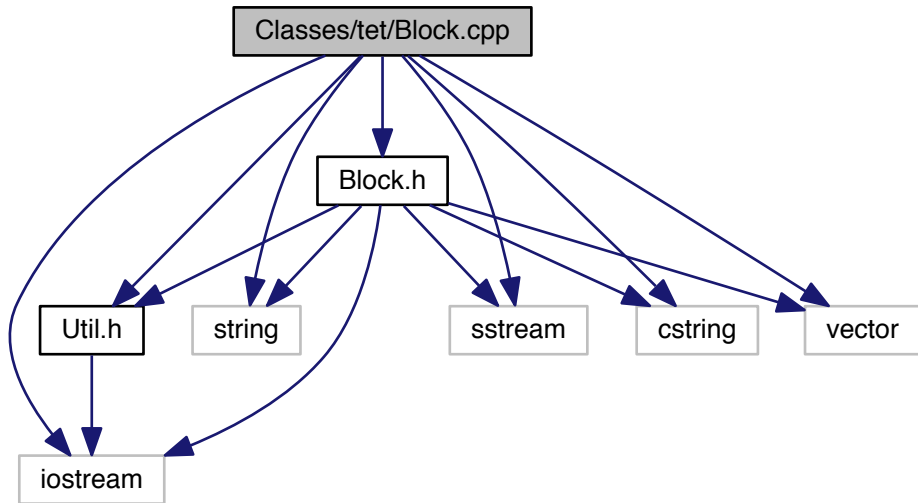 Classes/tet/Block.cpp
Block.h
Util.h
string
sstream
cstring
vector
iostream